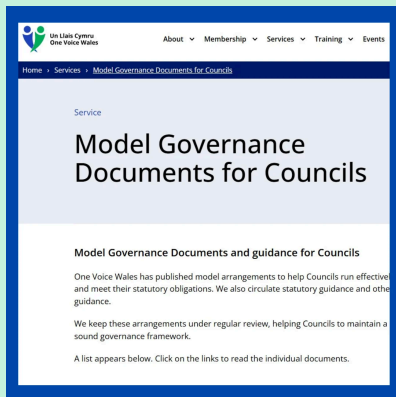 Un Llais Cymru
One Voice Wales
About Membership Services Training Events
Home › Services › Model Governance Documents for Councils
Service
Model Governance
Documents for Councils
Model Governance Documents and guidance for Councils
One Voice Wales has published model arrangements to help Councils run
and meet their statutory obligations. We also circulate statutory guidance and
guidance.
We keep these arrangements under regular review, helping Councils to maintain a
sound governance framework.
A list appears below. Click on the links to read the individual documents.